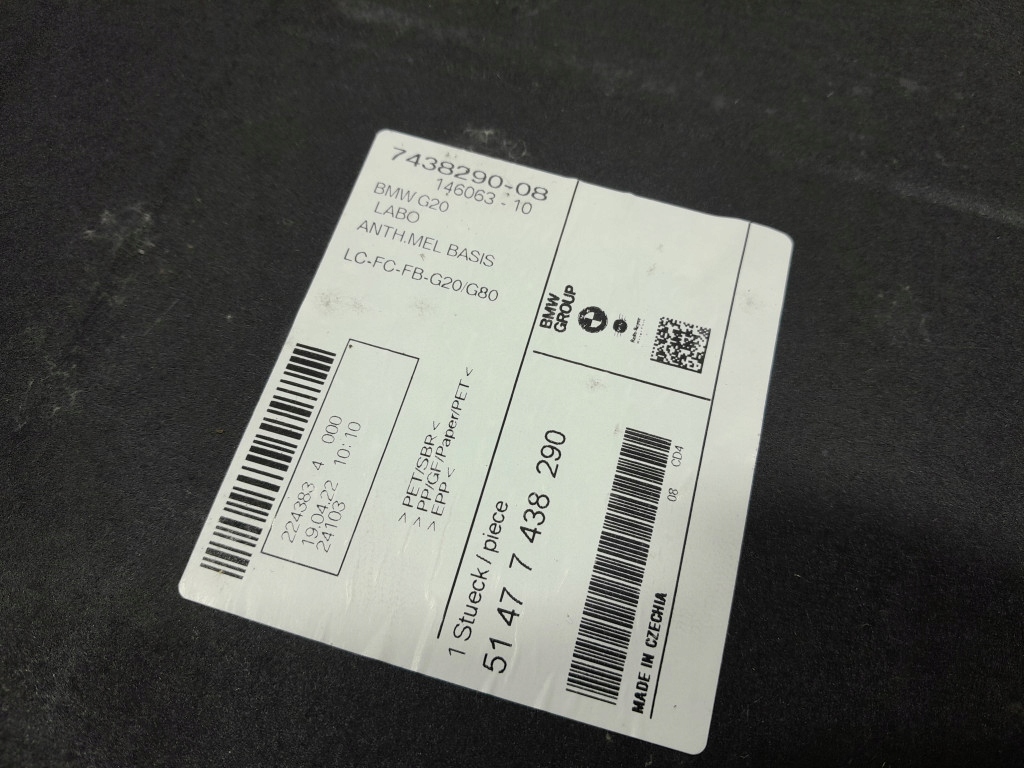 7438290-08
146063 - 10
BMW G20
LABO
ANTH.MEL BASIS
LC-FC-FB-G20/G80
224383 4 000
19.04.22 10:10
24103
> PET/SBR <
> PP/GF/Paper/PET <
> EPP <
BMW
GROUP
1 Stueck / piece
51 47 7 438 290
08 CD4
MADE IN CZECHIA